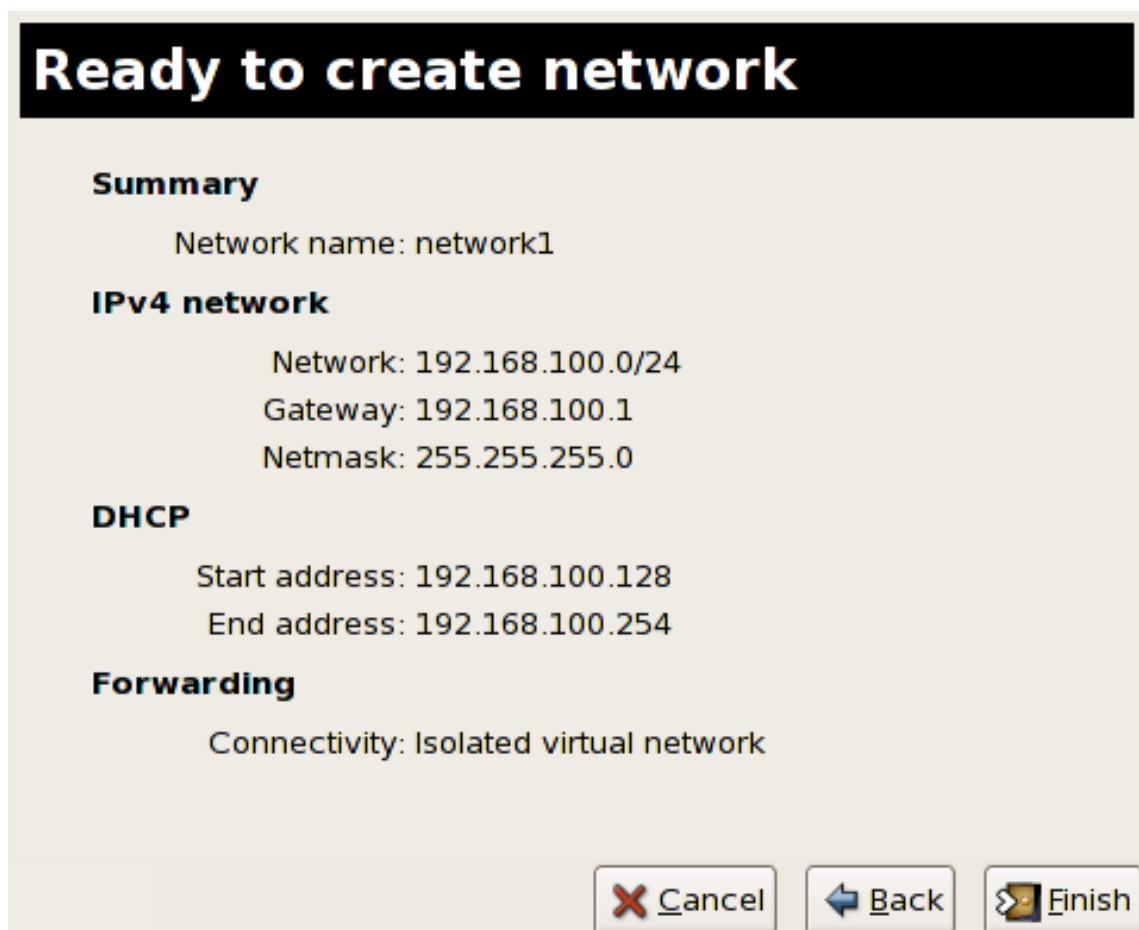 Ready to create network
Summary
Network name: network1
IPv4 network
Network: 192.168.100.0/24
Gateway: 192.168.100.1
Netmask: 255.255.255.0
DHCP
Start address: 192.168.100.128
End address: 192.168.100.254
Forwarding
Connectivity: Isolated virtual network
Cancel Back Finish